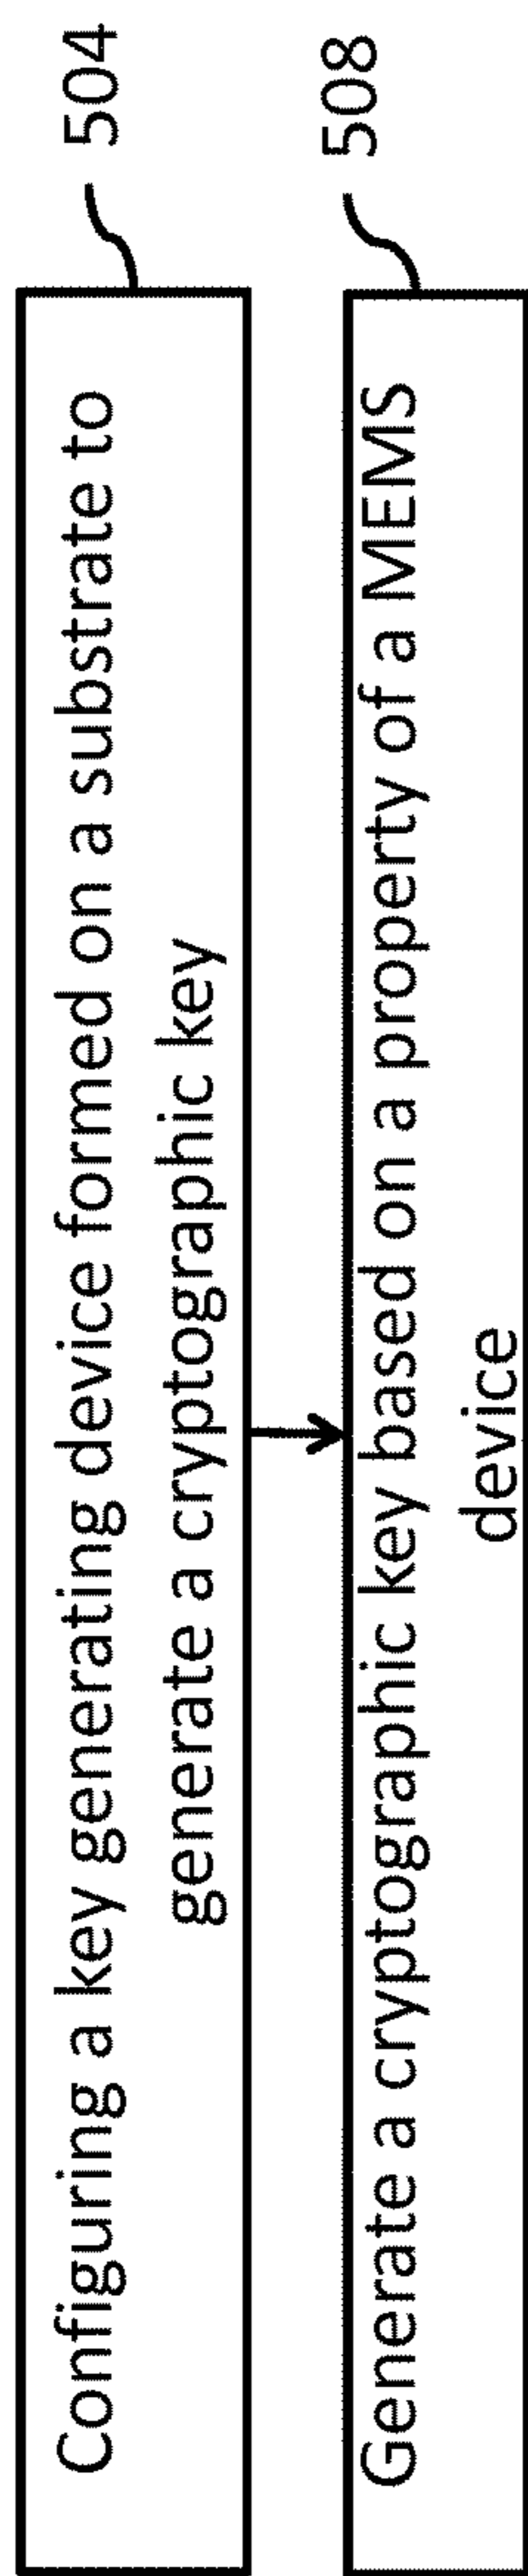 Configuring a key generating device formed on a substrate to
generate a cryptographic key
504
Generate a cryptographic key based on a property of a MEMS
device
508